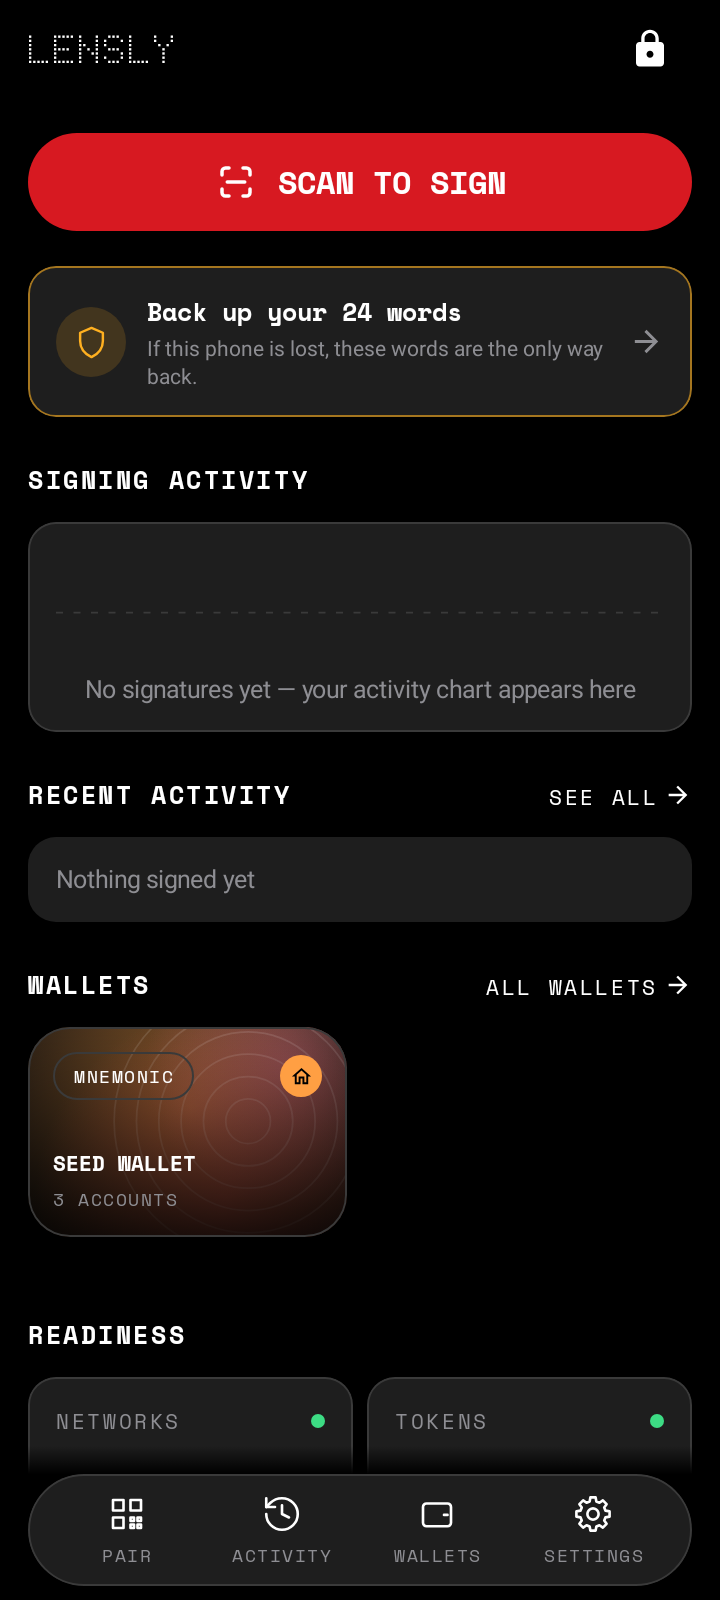 LENSLY
SCAN TO SIGN
Back up your 24 words
If this phone is lost, these words are the only way
back.
SIGNING ACTIVITY
No signatures yet — your activity chart appears here
RECENT ACTIVITY
SEE ALL
Nothing signed yet
WALLETS
ALL WALLETS
MNEMONIC
SEED WALLET
3 ACCOUNTS
READINESS
NETWORKS
TOKENS
PAIR
ACTIVITY
WALLETS
SETTINGS